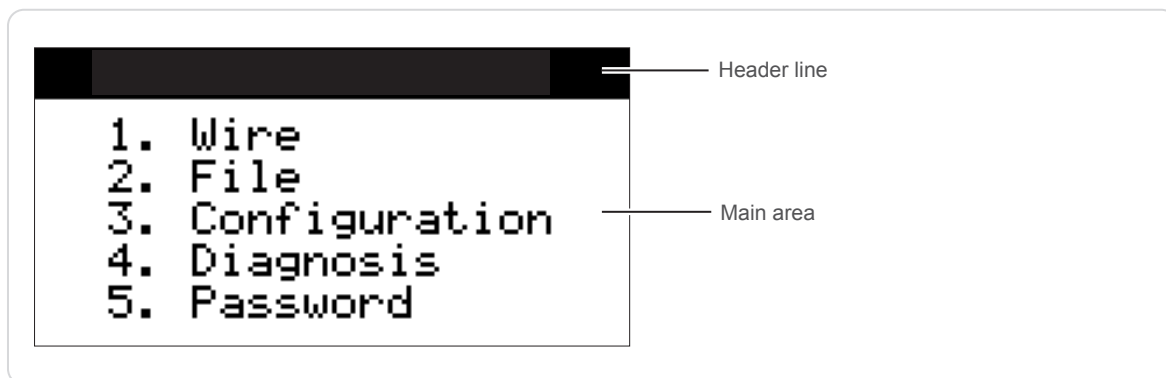 Header line
1. Wire
2. File
3. Configuration
Main area
4. Diagnosis
5. Password